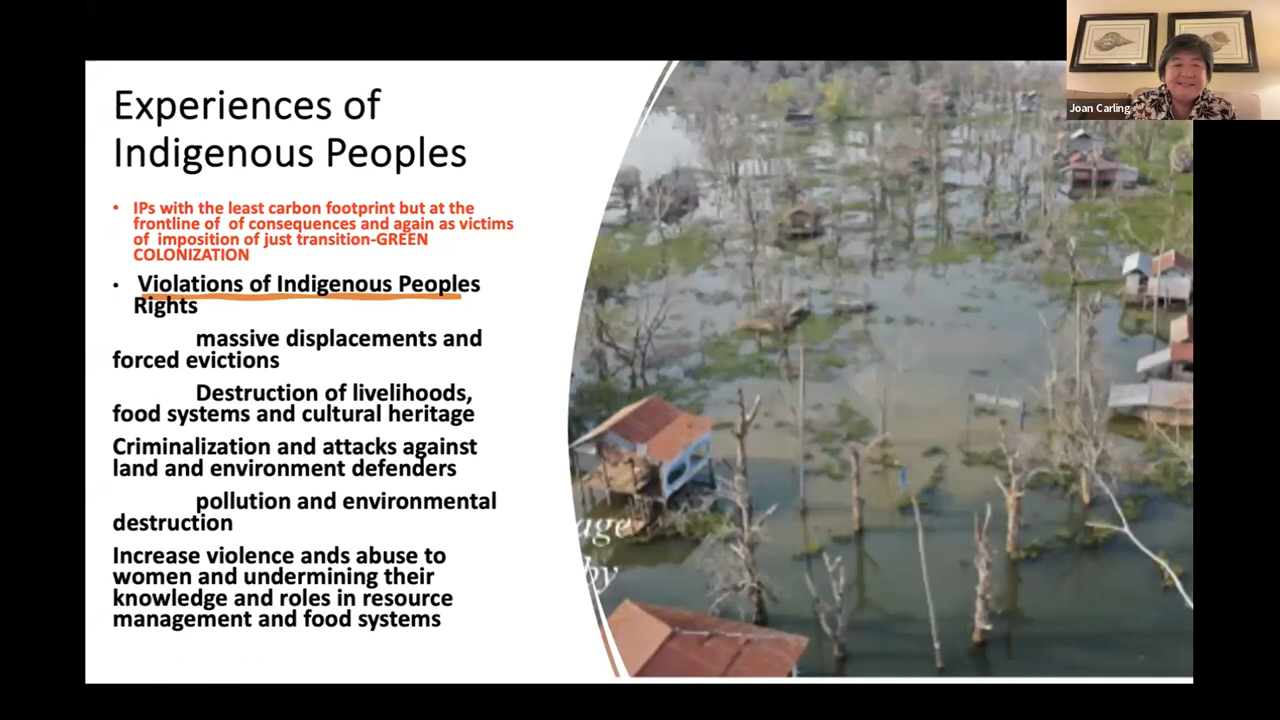 Joan Carling
Experiences of
Indigenous Peoples
• IPs with the least carbon footprint but at the
frontline of of consequences and again as victims
of imposition of just transition-GREEN
COLONIZATION
• Violations of Indigenous Peoples
Rights
massive displacements and
forced evictions
Destruction of livelihoods,
food systems and cultural heritage
Criminalization and attacks against
land and environment defenders
pollution and environmental
destruction
Increase violence ands abuse to
women and undermining their
knowledge and roles in resource
management and food systems
by